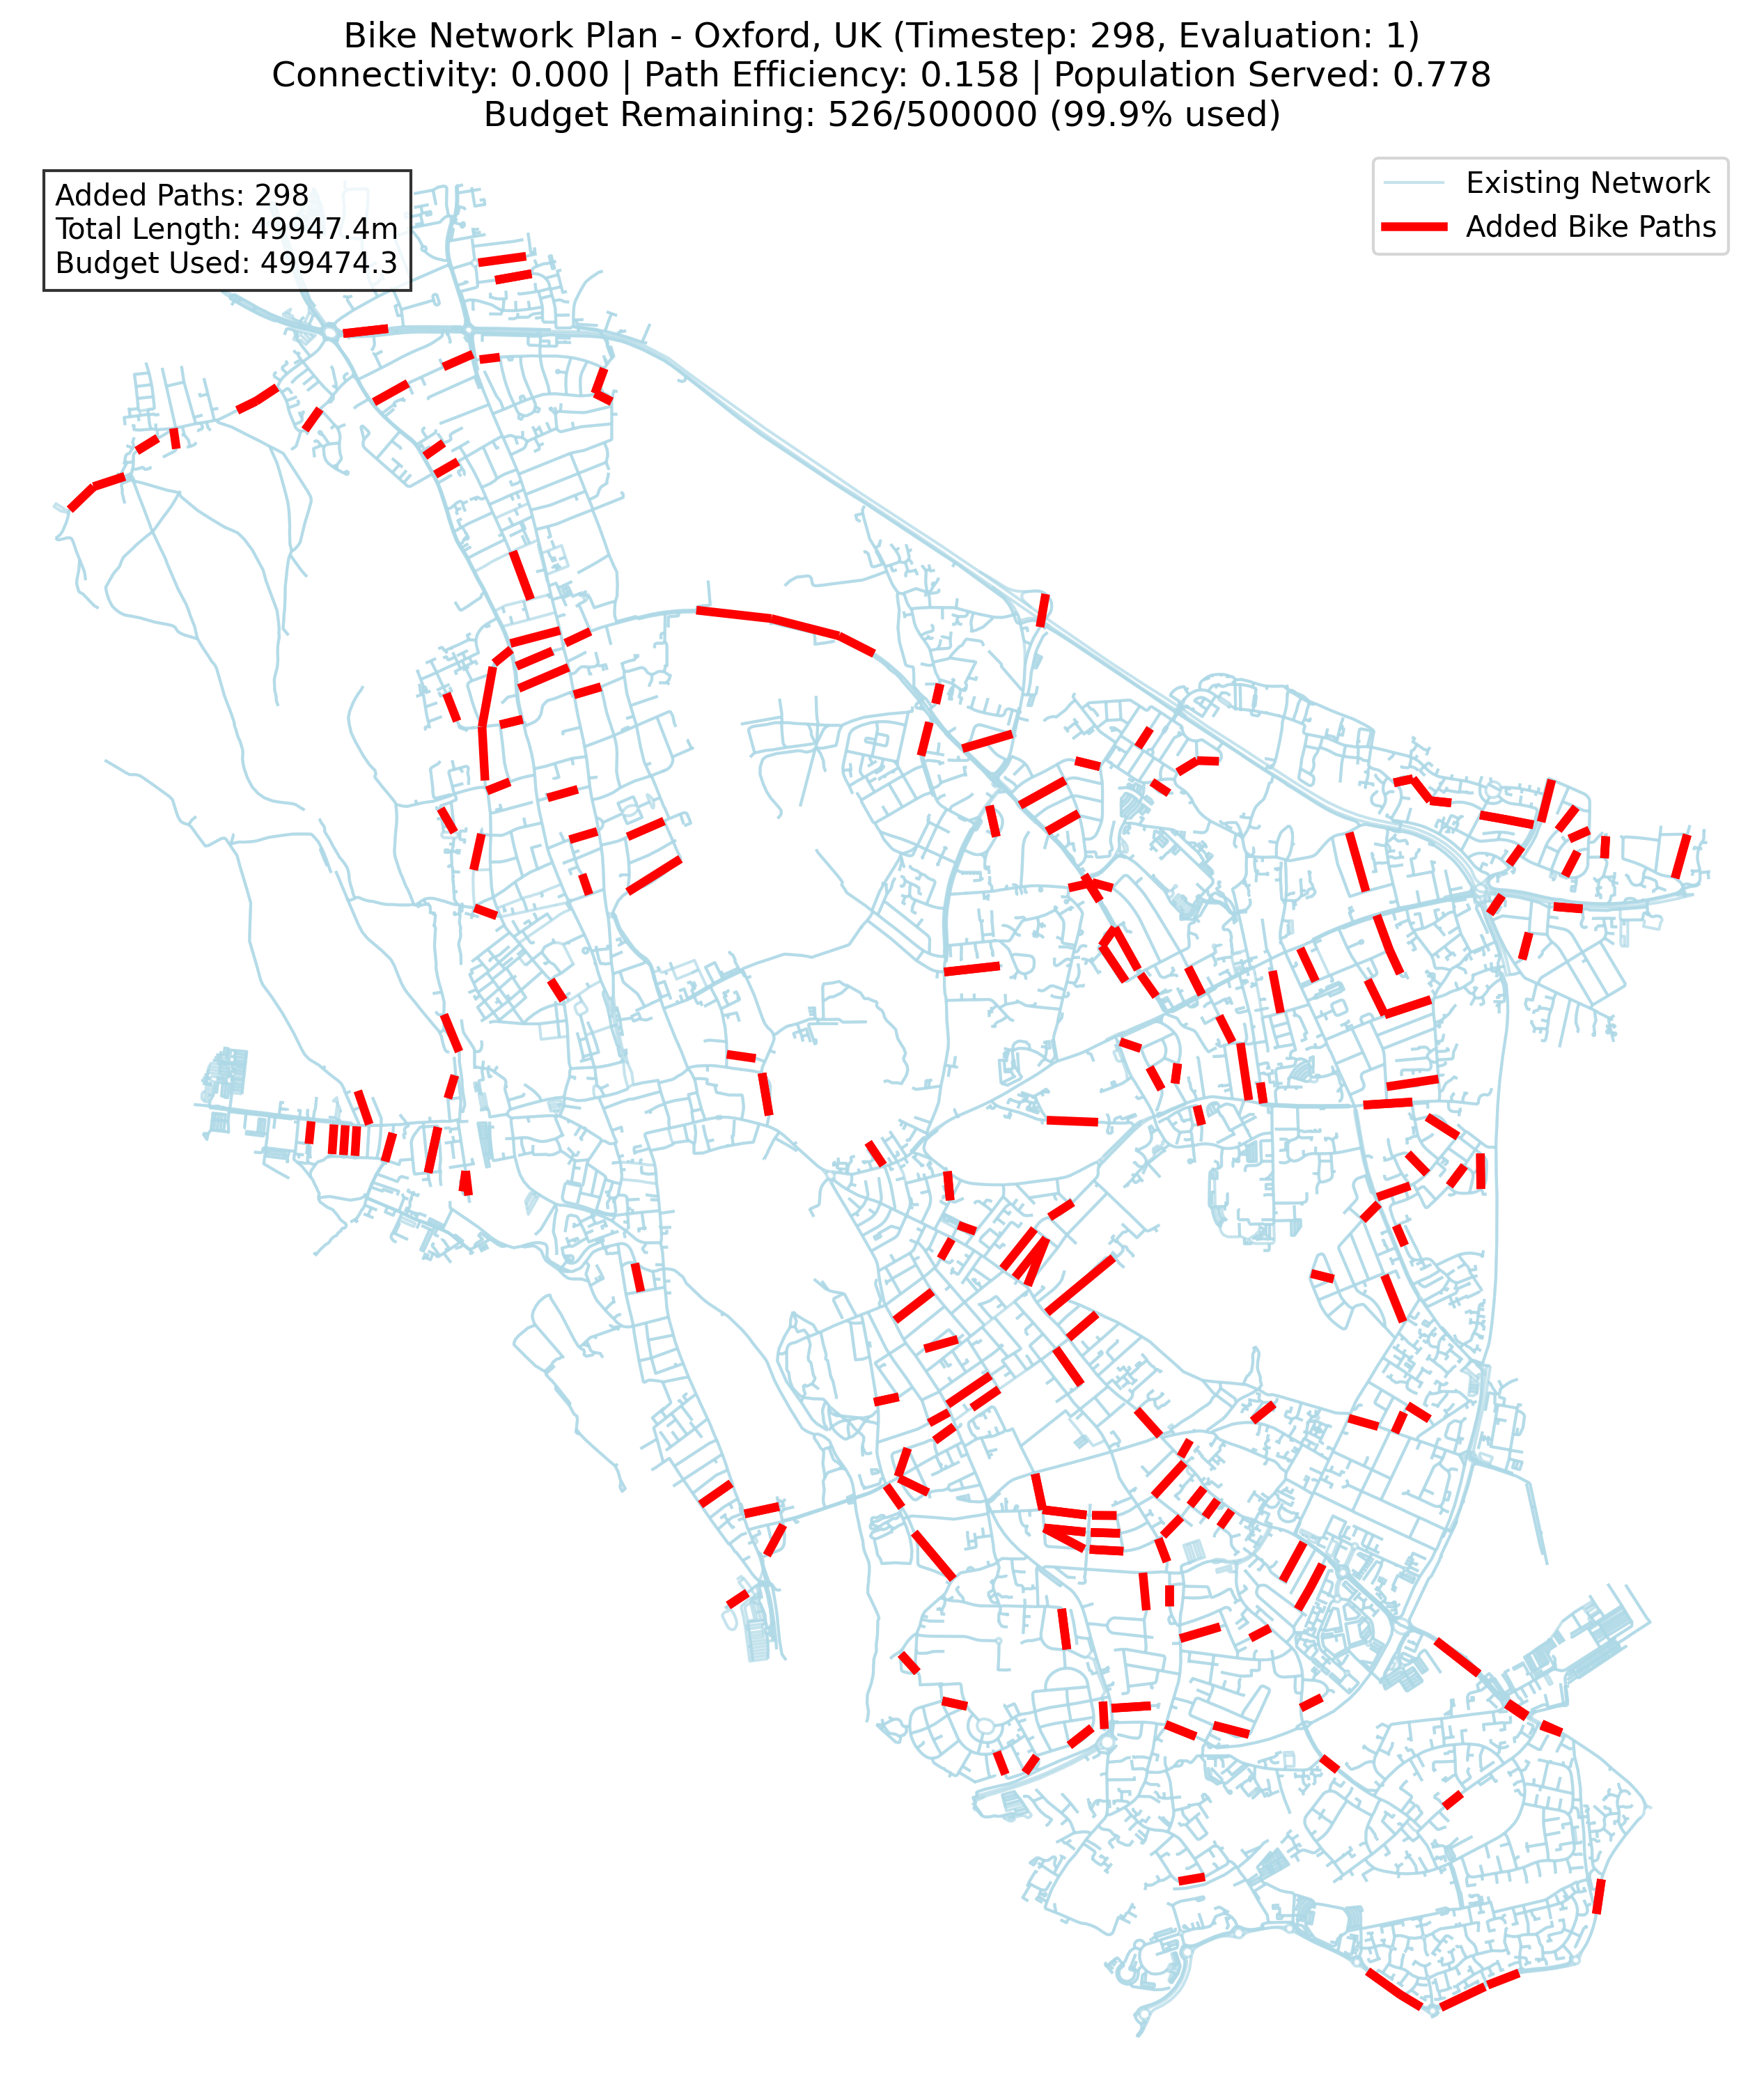 Bike Network Plan - Oxford, UK (Timestep: 298, Evaluation: 1)
Connectivity: 0.000 | Path Efficiency: 0.158 | Population Served: 0.778
Budget Remaining: 526/500000 (99.9% used)
Added Paths: 298
Total Length: 49947.4m
Budget Used: 499474.3
Existing Network
Added Bike Paths